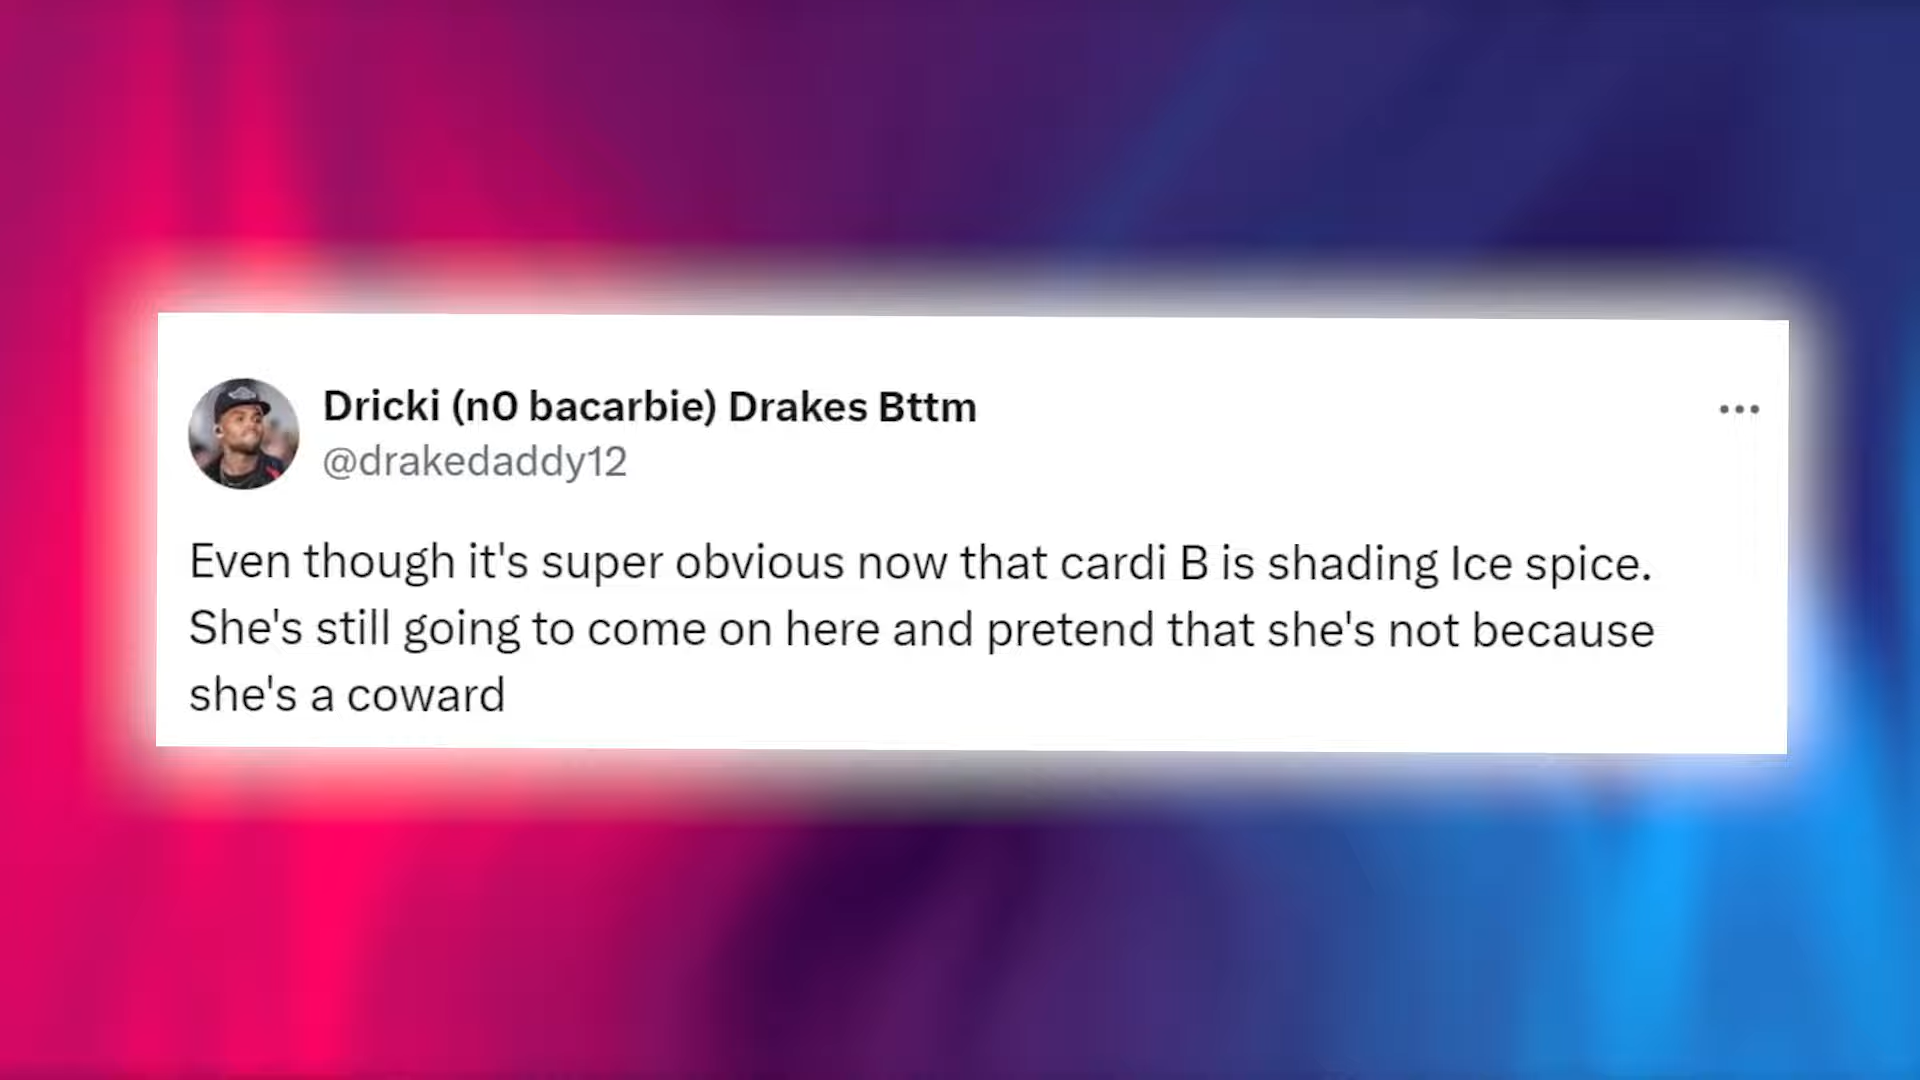 Dricki (n0 bacarbie) Drakes Bttm
@drakedaddy12
Even though it's super obvious now that cardi B is shading Ice spice.
She's still going to come on here and pretend that she's not because
she's a coward